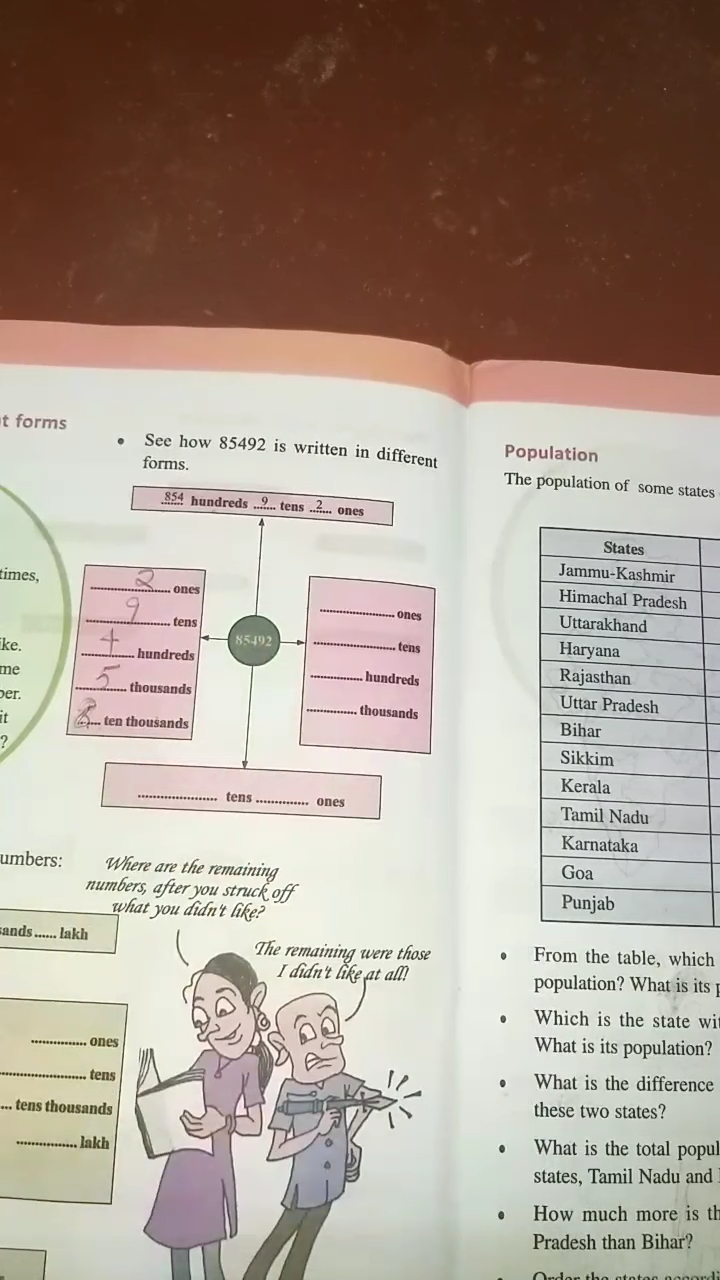 t forms
• See how 85492 is written in different
forms.
854 hundreds 9 tens 2 ones
2 ones
9 tens
4 hundreds
5 thousands
8 ten thousands
85492
.................... ones
.................... tens
.............. hundreds
............. thousands
..................... tens .............. ones
times,
ke.
me
per.
it
?
umbers:
sands ...... lakh
............... ones
....................... tens
... tens thousands
................ lakh
Where are the remaining
numbers, after you struck off
what you didn't like?
The remaining were those
I didn't like at all!
Population
The population of some states
States
Jammu-Kashmir
Himachal Pradesh
Uttarakhand
Haryana
Rajasthan
Uttar Pradesh
Bihar
Sikkim
Kerala
Tamil Nadu
Karnataka
Goa
Punjab
• From the table, which
population? What is its p
• Which is the state wit
What is its population?
• What is the difference
these two states?
• What is the total popul
states, Tamil Nadu and
• How much more is th
Pradesh than Bihar?
• Order the states accordi